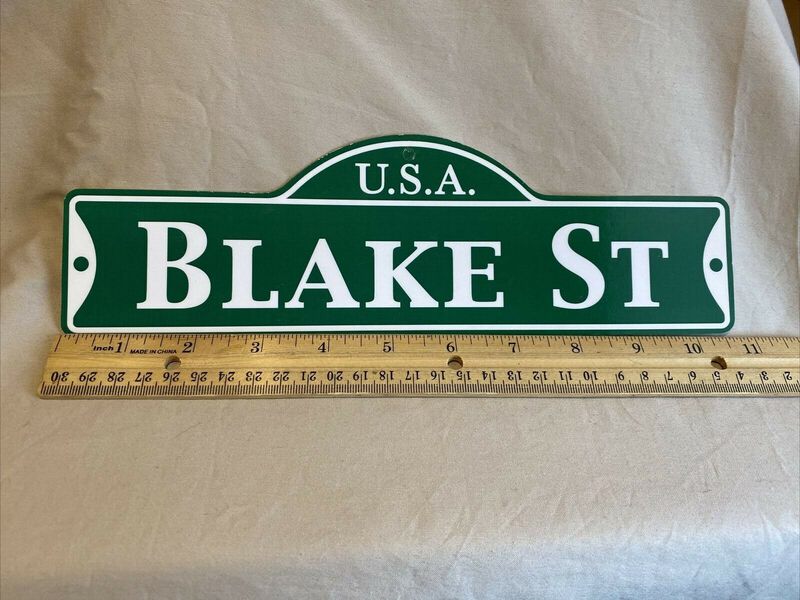 U.S.A.
BLAKE ST
Inch 1 MADE IN CHINA 2 3 4 5 6 7 8 9 10 11
30 29 28 27 26 25 24 23 22 21 20 19 18 17 16 15 14 13 12 11 10 9 8 7 6 5 4 3 2